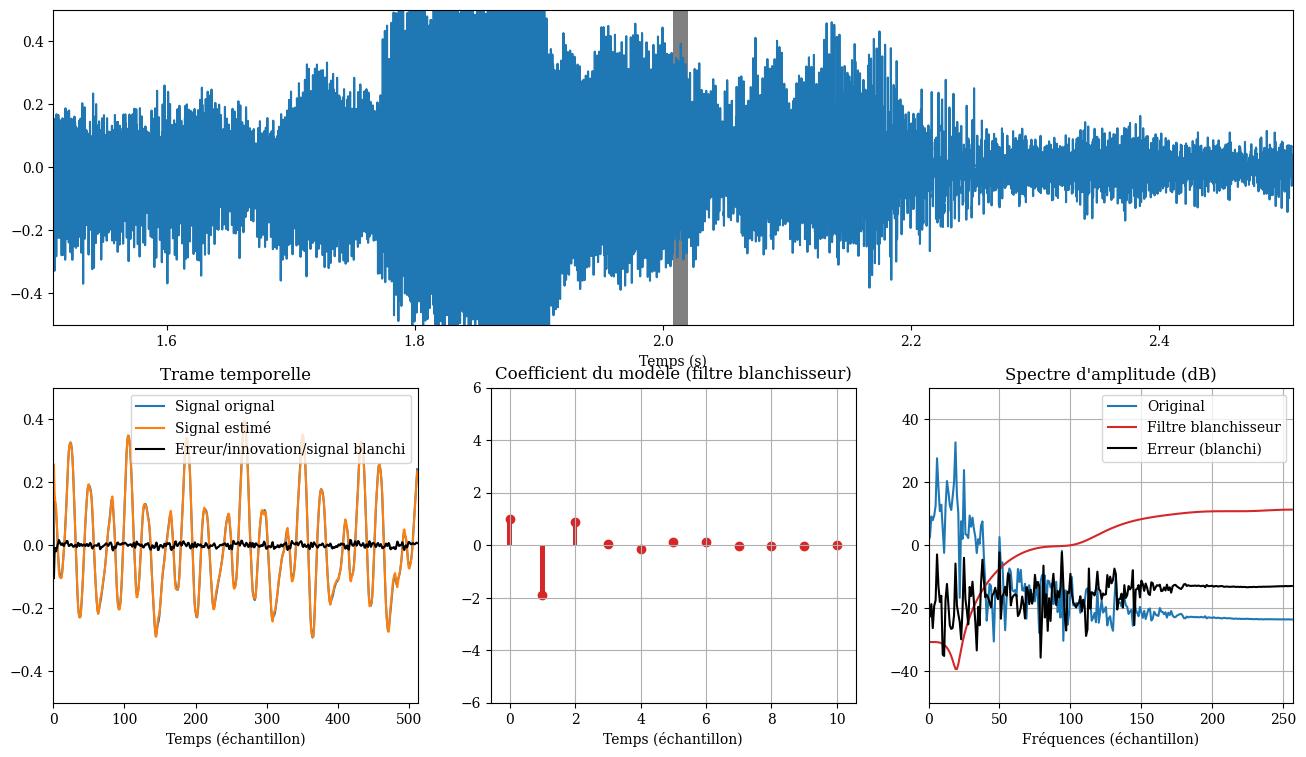 0.4
0.2
0.0
−0.2
−0.4
1.6 1.8 2.0 2.2 2.4
Temps (s)
Trame temporelle
Signal orignal
Signal estimé
Erreur/innovation/signal blanchi
0.4
0.2
0.0
−0.2
−0.4
0 100 200 300 400 500
Temps (échantillon)
Coefficient du modèle (filtre blanchisseur)
6
4
2
0
−2
−4
−6
0 2 4 6 8 10
Temps (échantillon)
Spectre d'amplitude (dB)
Original
Filtre blanchisseur
Erreur (blanchi)
40
20
0
−20
−40
0 50 100 150 200 250
Fréquences (échantillon)